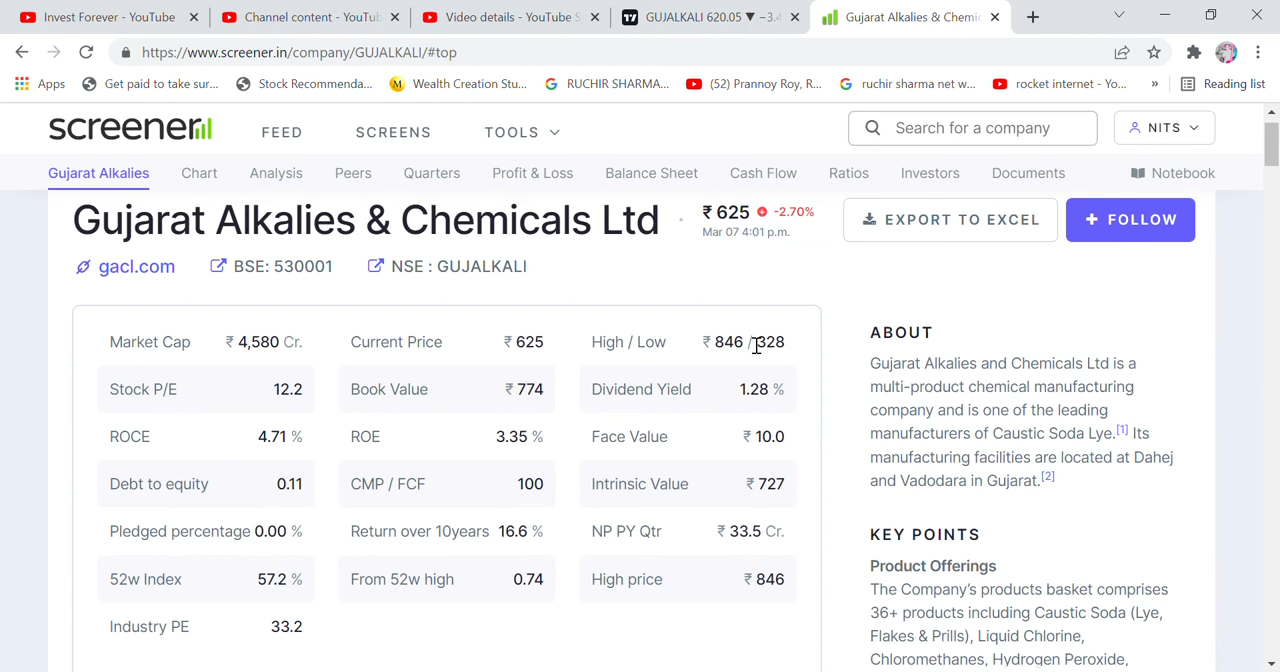 Invest Forever - YouTube
Channel content - YouTub
Video details - YouTube S
GUJALKALI 620.05 ▼ −3.4
Gujarat Alkalies & Chemic
https://www.screener.in/company/GUJALKALI/#top
Apps
Get paid to take sur...
Stock Recommenda...
Wealth Creation Stu...
RUCHIR SHARMA...
(52) Prannoy Roy, R...
ruchir sharma net w...
rocket internet - Yo...
»
Reading list
screener
FEED
SCREENS
TOOLS
Search for a company
NITS
Gujarat Alkalies
Chart
Analysis
Peers
Quarters
Profit & Loss
Balance Sheet
Cash Flow
Ratios
Investors
Documents
Notebook
Gujarat Alkalies & Chemicals Ltd
₹ 625 -2.70%
Mar 07 4:01 p.m.
EXPORT TO EXCEL
+ FOLLOW
gacl.com
BSE: 530001
NSE : GUJALKALI
Market Cap ₹ 4,580 Cr.
Current Price ₹ 625
High / Low ₹ 846 / 328
Stock P/E 12.2
Book Value ₹ 774
Dividend Yield 1.28 %
ROCE 4.71 %
ROE 3.35 %
Face Value ₹ 10.0
Debt to equity 0.11
CMP / FCF 100
Intrinsic Value ₹ 727
Pledged percentage 0.00 %
Return over 10years 16.6 %
NP PY Qtr ₹ 33.5 Cr.
52w Index 57.2 %
From 52w high 0.74
High price ₹ 846
Industry PE 33.2
ABOUT
Gujarat Alkalies and Chemicals Ltd is a
multi-product chemical manufacturing
company and is one of the leading
manufacturers of Caustic Soda Lye.[1] Its
manufacturing facilities are located at Dahej
and Vadodara in Gujarat.[2]
KEY POINTS
Product Offerings
The Company's products basket comprises
36+ products including Caustic Soda (Lye,
Flakes & Prills), Liquid Chlorine,
Chloromethanes, Hydrogen Peroxide,